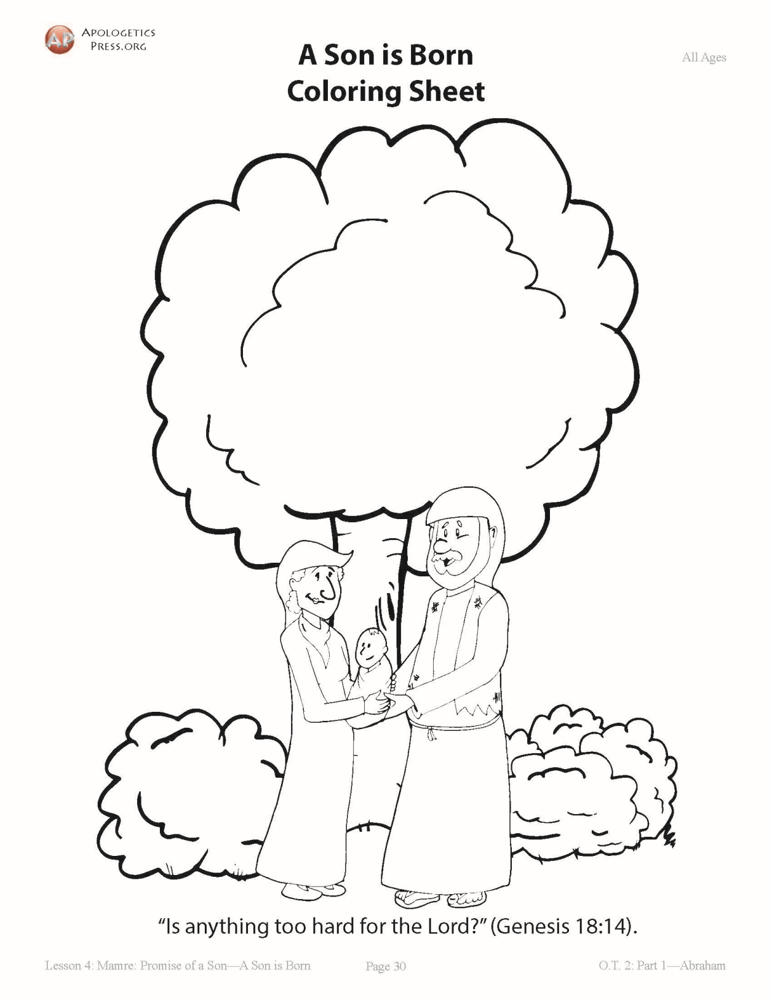 AP
APOLOGETICS
PRESS.ORG
A Son is Born
Coloring Sheet
All Ages
“Is anything too hard for the Lord?” (Genesis 18:14).
Lesson 4: Mamre: Promise of a Son—A Son is Born
Page 30
O.T. 2: Part 1—Abraham